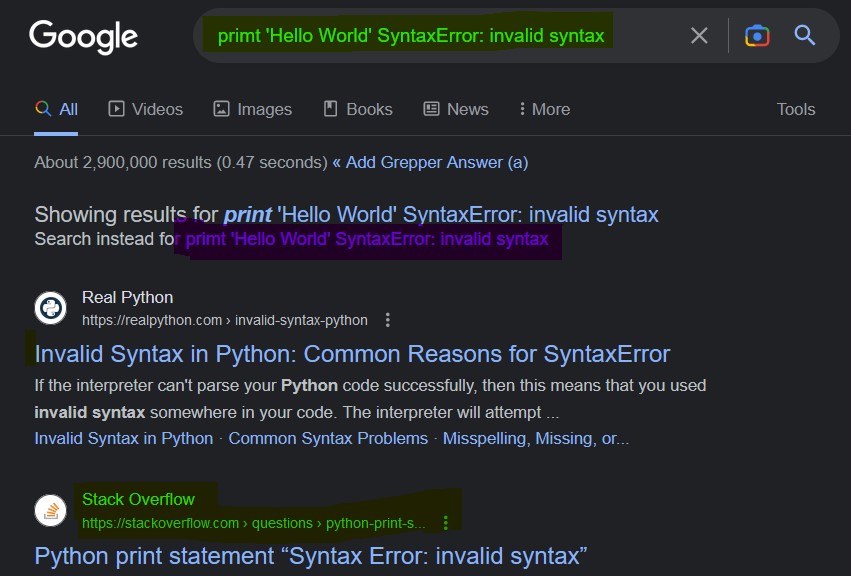 Google
primt 'Hello World' SyntaxError: invalid syntax
All Videos Images Books News More Tools
About 2,900,000 results (0.47 seconds) « Add Grepper Answer (a)
Showing results for print 'Hello World' SyntaxError: invalid syntax
Search instead for primt 'Hello World' SyntaxError: invalid syntax
Real Python
https://realpython.com › invalid-syntax-python
Invalid Syntax in Python: Common Reasons for SyntaxError
If the interpreter can't parse your Python code successfully, then this means that you used
invalid syntax somewhere in your code. The interpreter will attempt ...
Invalid Syntax in Python · Common Syntax Problems · Misspelling, Missing, or...
Stack Overflow
https://stackoverflow.com › questions › python-print-s...
Python print statement “Syntax Error: invalid syntax”